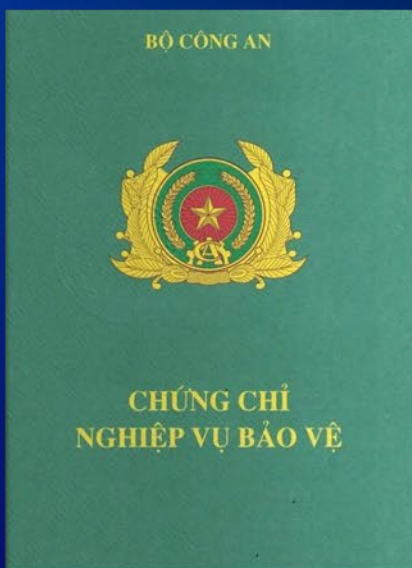 BỘ CÔNG AN
CHỨNG CHỈ
NGHIỆP VỤ BẢO VỆ